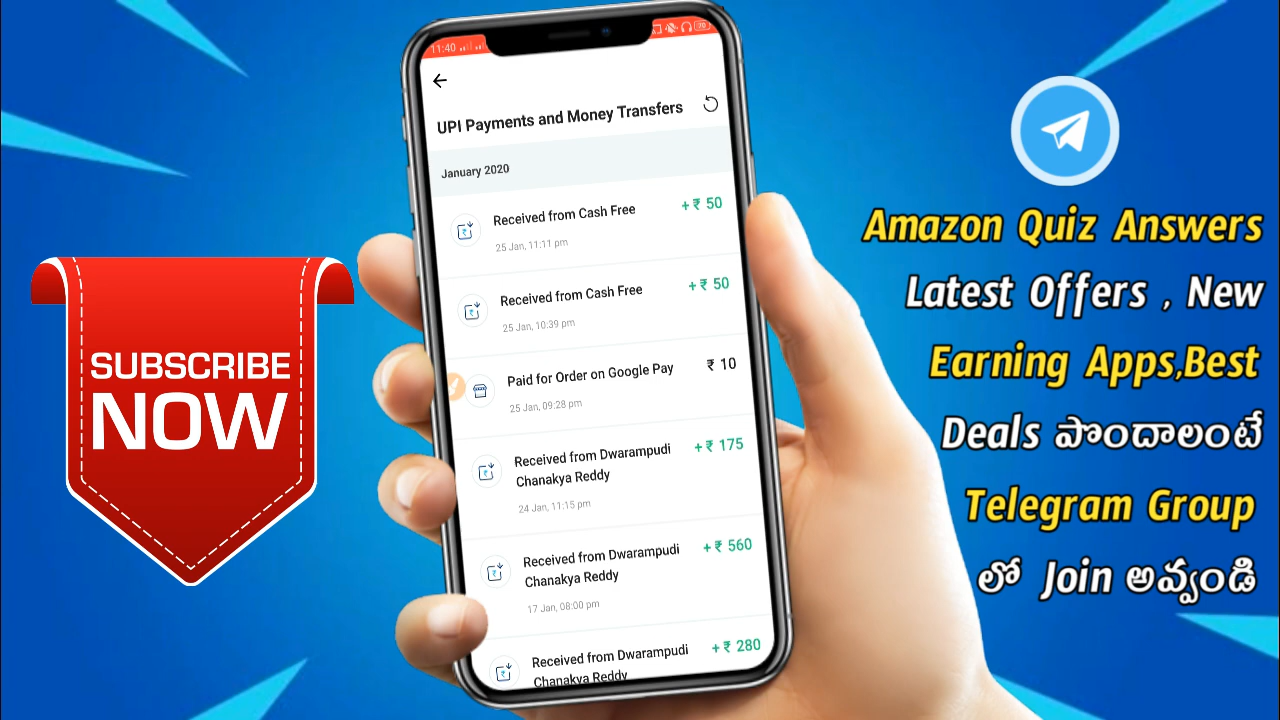 11:40
UPI Payments and Money Transfers
January 2020
Received from Cash Free
+₹ 50
25 Jan, 11:11 pm
Received from Cash Free
+₹ 50
25 Jan, 10:39 pm
Paid for Order on Google Pay
₹ 10
25 Jan, 09:28 pm
Received from Dwarampudi
Chanakya Reddy
+₹ 175
24 Jan, 11:15 pm
Received from Dwarampudi
Chanakya Reddy
+₹ 560
17 Jan, 08:00 pm
Received from Dwarampudi
Chanakya Reddy
+₹ 280
SUBSCRIBE
NOW
Amazon Quiz Answers
Latest Offers , New
Earning Apps,Best
Deals పొందాలంటే
Telegram Group
లో Join అవ్వండి